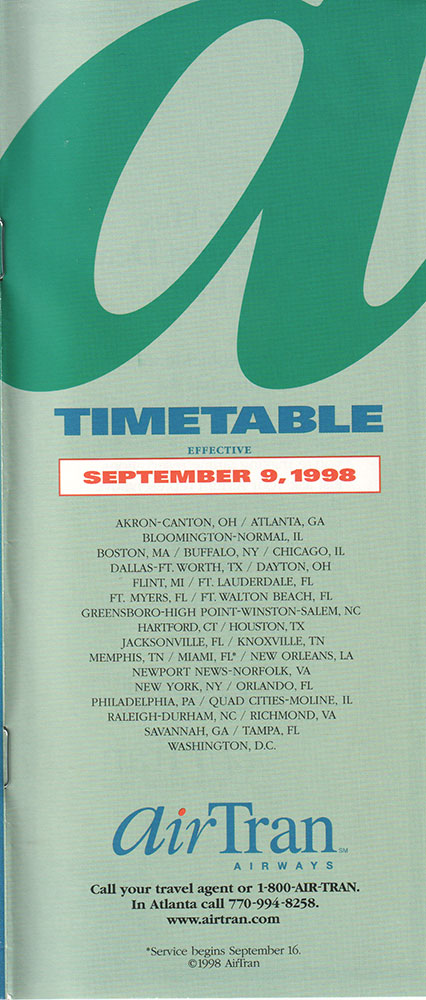 a
TIMETABLE
EFFECTIVE
SEPTEMBER 9, 1998
AKRON-CANTON, OH / ATLANTA, GA
BLOOMINGTON-NORMAL, IL
BOSTON, MA / BUFFALO, NY / CHICAGO, IL
DALLAS-FT. WORTH, TX / DAYTON, OH
FLINT, MI / FT. LAUDERDALE, FL
FT. MYERS, FL / FT. WALTON BEACH, FL
GREENSBORO-HIGH POINT-WINSTON-SALEM, NC
HARTFORD, CT / HOUSTON, TX
JACKSONVILLE, FL / KNOXVILLE, TN
MEMPHIS, TN / MIAMI, FL* / NEW ORLEANS, LA
NEWPORT NEWS-NORFOLK, VA
NEW YORK, NY / ORLANDO, FL
PHILADELPHIA, PA / QUAD CITIES-MOLINE, IL
RALEIGH-DURHAM, NC / RICHMOND, VA
SAVANNAH, GA / TAMPA, FL
WASHINGTON, D.C.
airTran SM
AIRWAYS
Call your travel agent or 1-800-AIR-TRAN.
In Atlanta call 770-994-8258.
www.airtran.com
*Service begins September 16.
©1998 AirTran